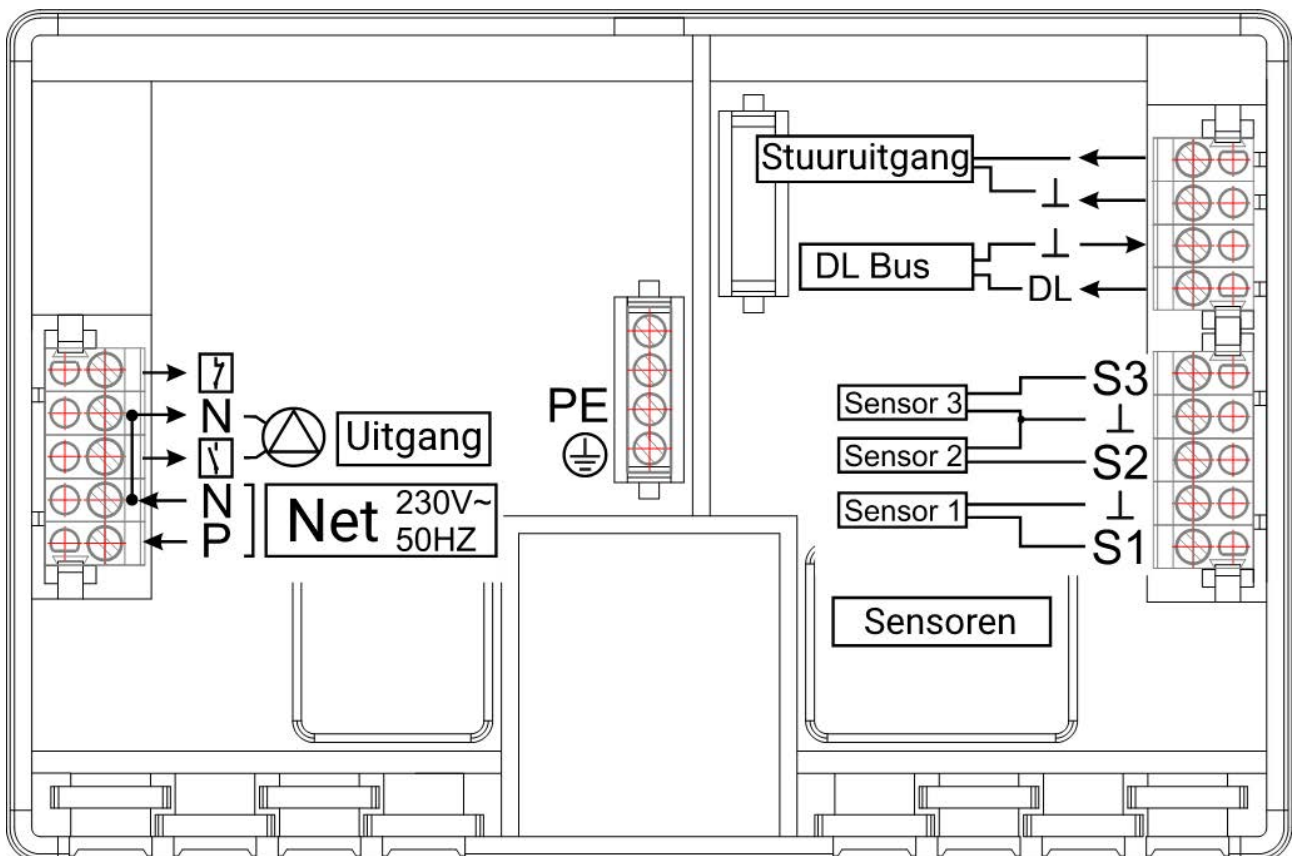 Stuuruitgang
⊥
⊥
DL Bus
DL
N
Uitgang
N
P
Net 230V~
50HZ
PE
S3
Sensor 3
⊥
Sensor 2
S2
Sensor 1
⊥
S1
Sensoren